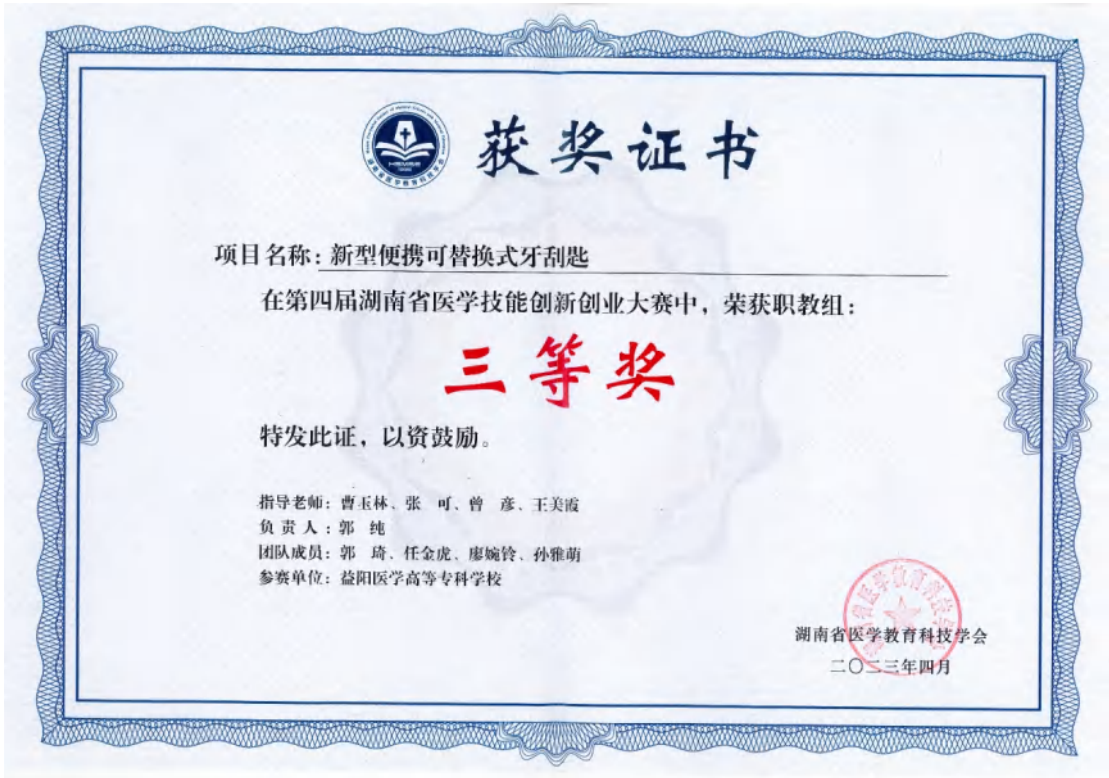 获奖证书
项目名称：新型便携可替换式牙刮匙
在第四届湖南省医学技能创新创业大赛中，荣获职教组：
三等奖
特发此证，以资鼓励。
指导老师：曹玉林、张 可、曾 彦、王美霞
负 责 人：郭 纯
团队成员：郭 琦、任金虎、廖婉铃、孙雅萌
参赛单位：益阳医学高等专科学校
湖南省医学教育科技学会
二〇二三年四月